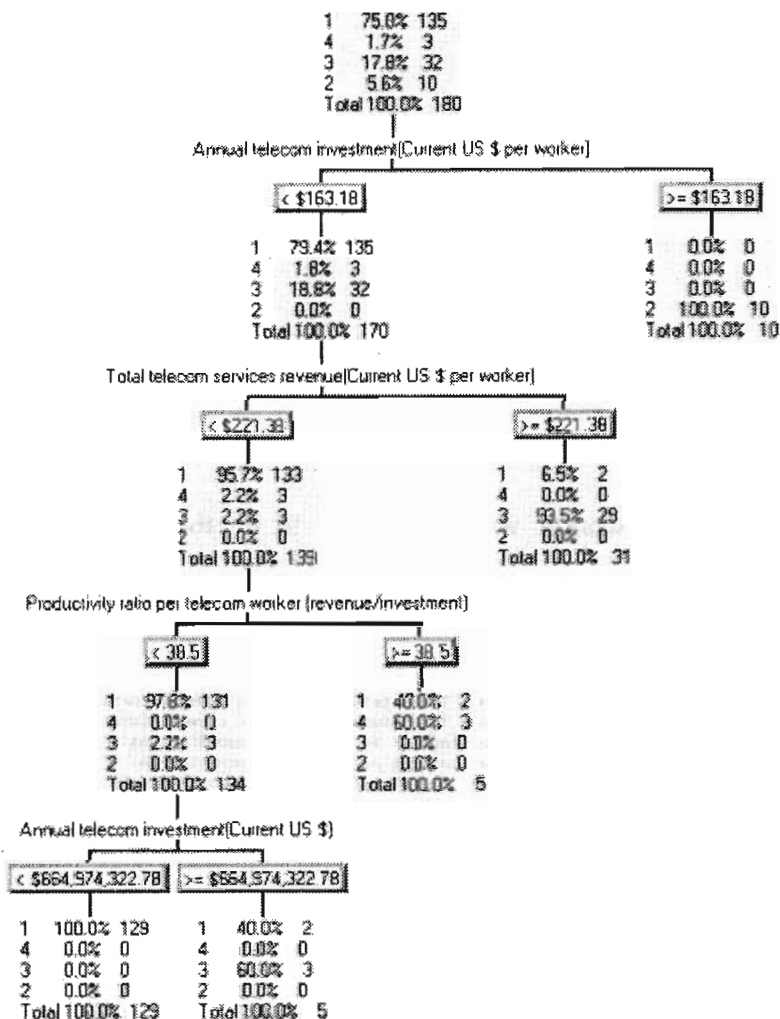 1 75.0% 135
4 1.7% 3
3 17.8% 32
2 5.6% 10
Total 100.0% 180
Annual telecom investment(Current US $ per worker)
< $163.18 >= $163.18
1 79.4% 135 1 0.0% 0
4 1.8% 3 4 0.0% 0
3 18.8% 32 3 0.0% 0
2 0.0% 0 2 100.0% 10
Total 100.0% 170 Total 100.0% 10
Total telecom services revenue(Current US $ per worker)
< $221.38 >= $221.38
1 95.7% 133 1 6.5% 2
4 2.2% 3 4 0.0% 0
3 2.2% 3 3 93.5% 29
2 0.0% 0 2 0.0% 0
Total 100.0% 139 Total 100.0% 31
Productivity ratio per telecom worker (revenue/investment)
< 38.5 >= 38.5
1 97.8% 131 1 40.0% 2
4 0.0% 0 4 60.0% 3
3 2.2% 3 3 0.0% 0
2 0.0% 0 2 0.0% 0
Total 100.0% 134 Total 100.0% 5
Annual telecom investment(Current US $)
< $664,974,322.78 >= $664,974,322.78
1 100.0% 129 1 40.0% 2
4 0.0% 0 4 0.0% 0
3 0.0% 0 3 60.0% 3
2 0.0% 0 2 0.0% 0
Total 100.0% 129 Total 100.0% 5